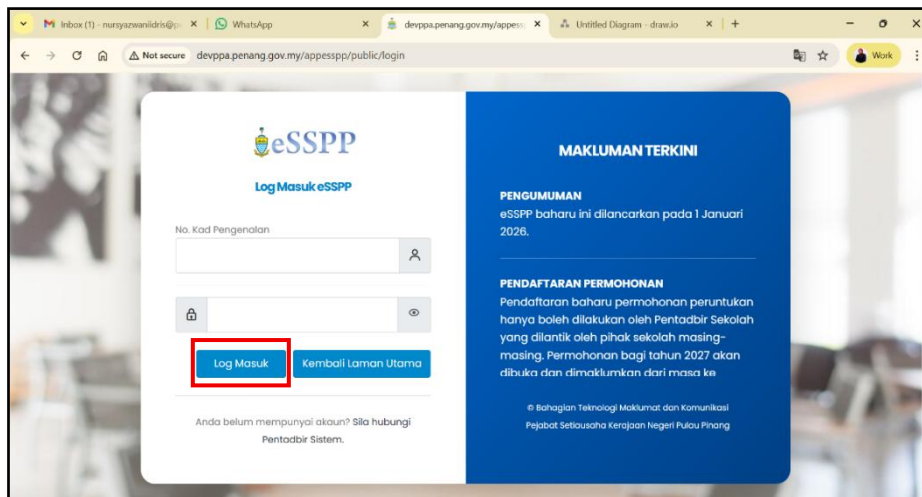 Inbox (1) - nursyazwaniidris@p
WhatsApp
devppa.penang.gov.my/appess
Untitled Diagram - draw.io
Not secure
devppa.penang.gov.my/appesspp/public/login
Work
eSSPP
Log Masuk eSSPP
No. Kad Pengenalan
Log Masuk
Kembali Laman Utama
Anda belum mempunyai akaun? Sila hubungi
Pentadbir Sistem.
MAKLUMAN TERKINI
PENGUMUMAN
eSSPP baharu ini dilancarkan pada 1 Januari
2026.
PENDAFTARAN PERMOHONAN
Pendaftaran baharu permohonan peruntukan
hanya boleh dilakukan oleh Pentadbir Sekolah
yang dilantik oleh pihak sekolah masing-
masing. Permohonan bagi tahun 2027 akan
dibuka dan dimaklumkan dari masa ke
© Bahagian Teknologi Maklumat dan Komunikasi
Pejabat Setiausaha Kerajaan Negeri Pulau Pinang